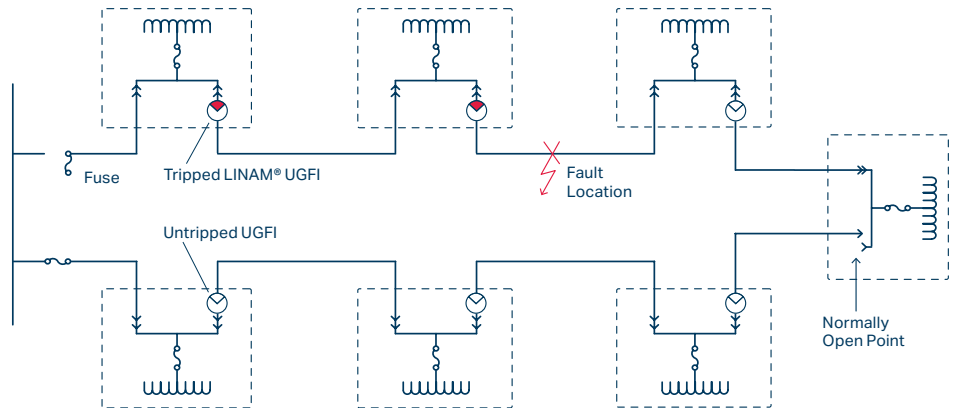 Fuse
Tripped LINAM® UGFI
Fault
Location
Untripped UGFI
Normally
Open Point